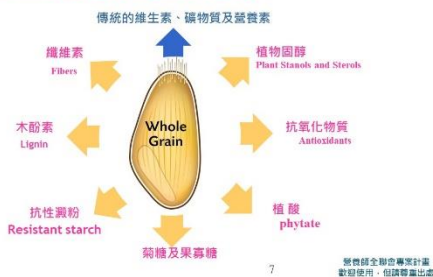 傳統的維生素、礦物質及營養素
纖維素
Fibers
植物固醇
Plant Stanols and Sterols
木酚素
Lignin
Whole
Grain
抗氧化物質
Antioxidants
抗性澱粉
Resistant starch
植酸
phytate
菊糖及果寡糖
7
營養師全聯會專案計畫
歡迎使用,但請尊重出處